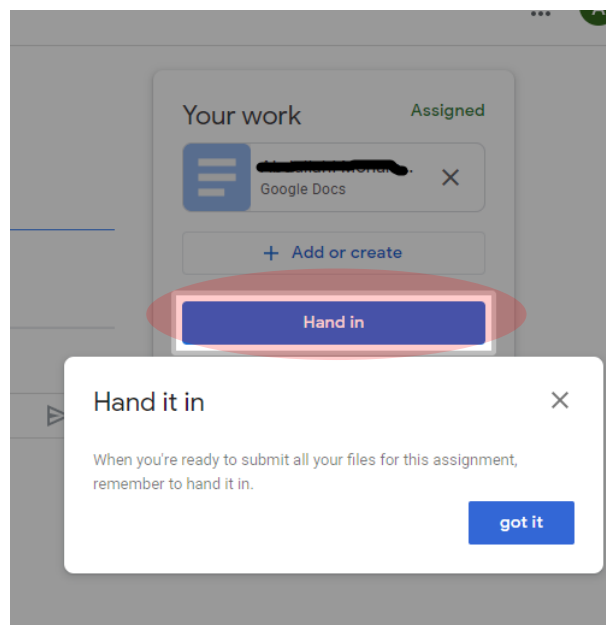 Your work
Assigned
Google Docs
+ Add or create
Hand in
Hand it in
When you're ready to submit all your files for this assignment,
remember to hand it in.
got it